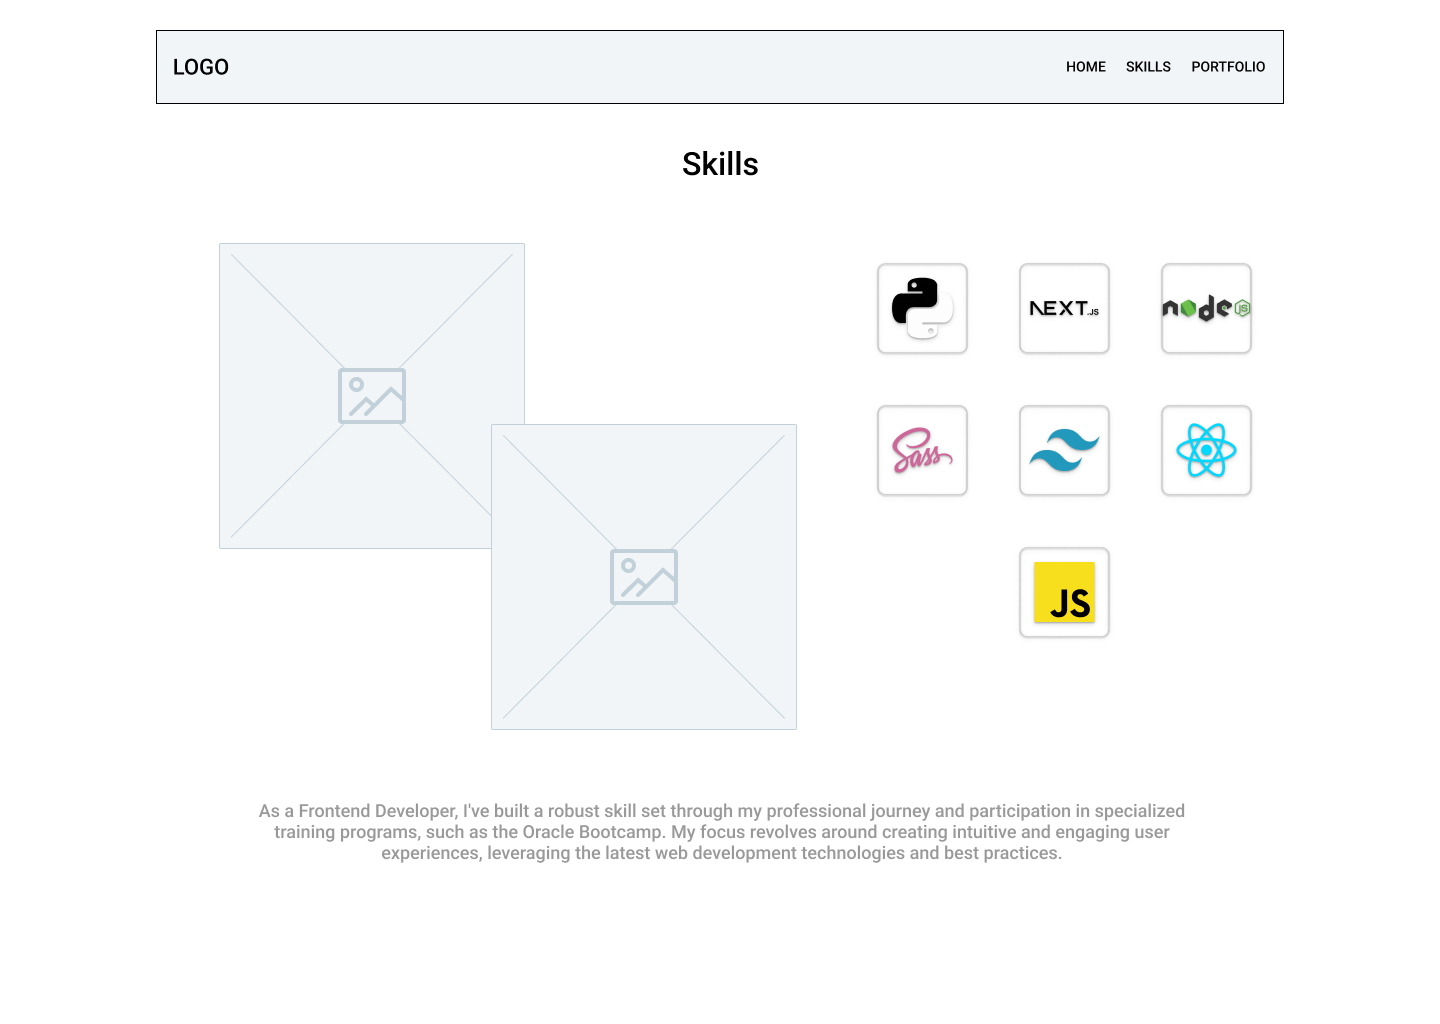 LOGO
HOME SKILLS PORTFOLIO
Skills
NEXT.JS
node JS
Sass
JS
As a Frontend Developer, I've built a robust skill set through my professional journey and participation in specialized
training programs, such as the Oracle Bootcamp. My focus revolves around creating intuitive and engaging user
experiences, leveraging the latest web development technologies and best practices.